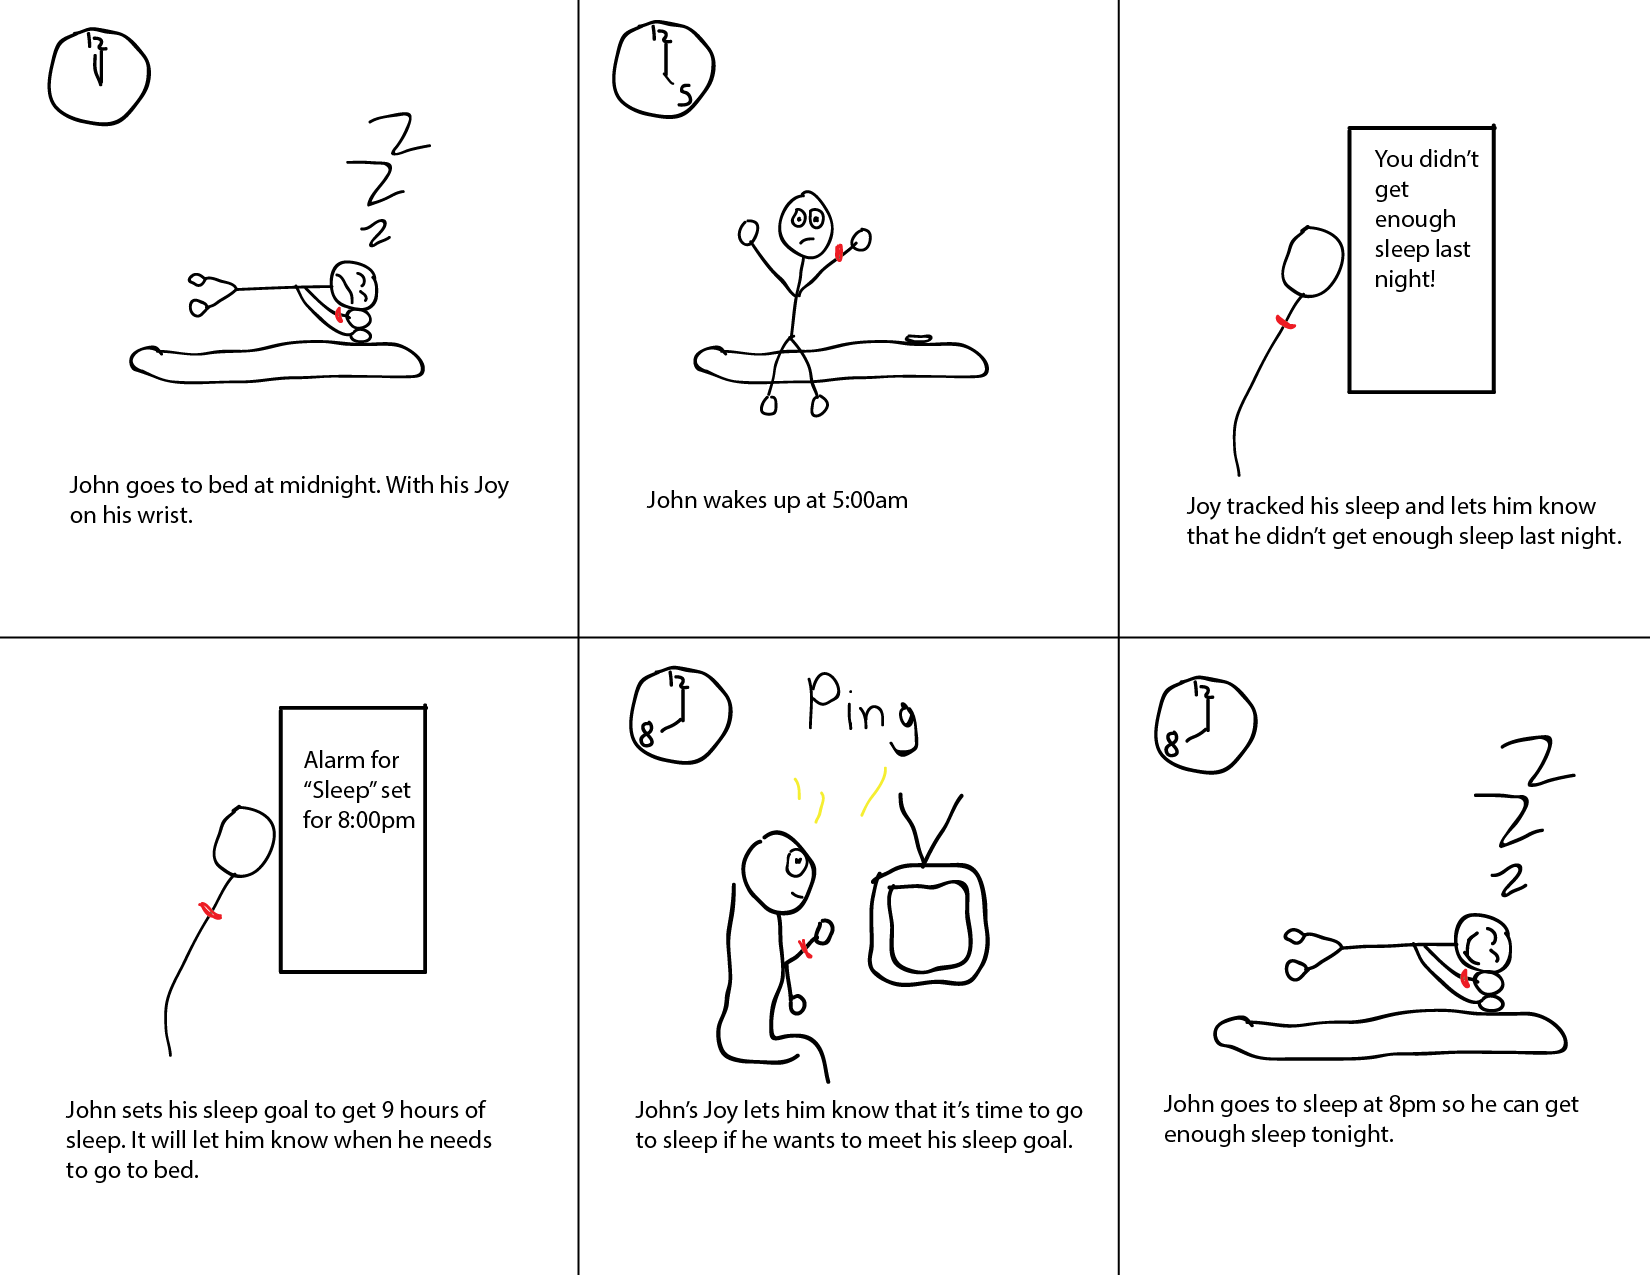 12
Z
Z
Z
John goes to bed at midnight. With his Joy
on his wrist.
12
5
John wakes up at 5:00am
You didn't
get
enough
sleep last
night!
Joy tracked his sleep and lets him know
that he didn't get enough sleep last night.
Alarm for
“Sleep” set
for 8:00pm
John sets his sleep goal to get 9 hours of
sleep. It will let him know when he needs
to go to bed.
12
8
Ping
John's Joy lets him know that it's time to go
to sleep if he wants to meet his sleep goal.
12
8
Z
Z
Z
John goes to sleep at 8pm so he can get
enough sleep tonight.